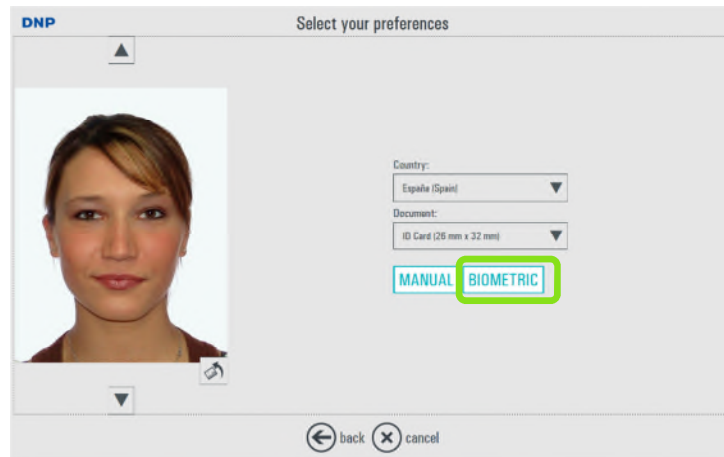 DNP
Select your preferences
Country:
España (Spain)
Document:
ID Card (26 mm x 32 mm)
MANUAL
BIOMETRIC
back
cancel